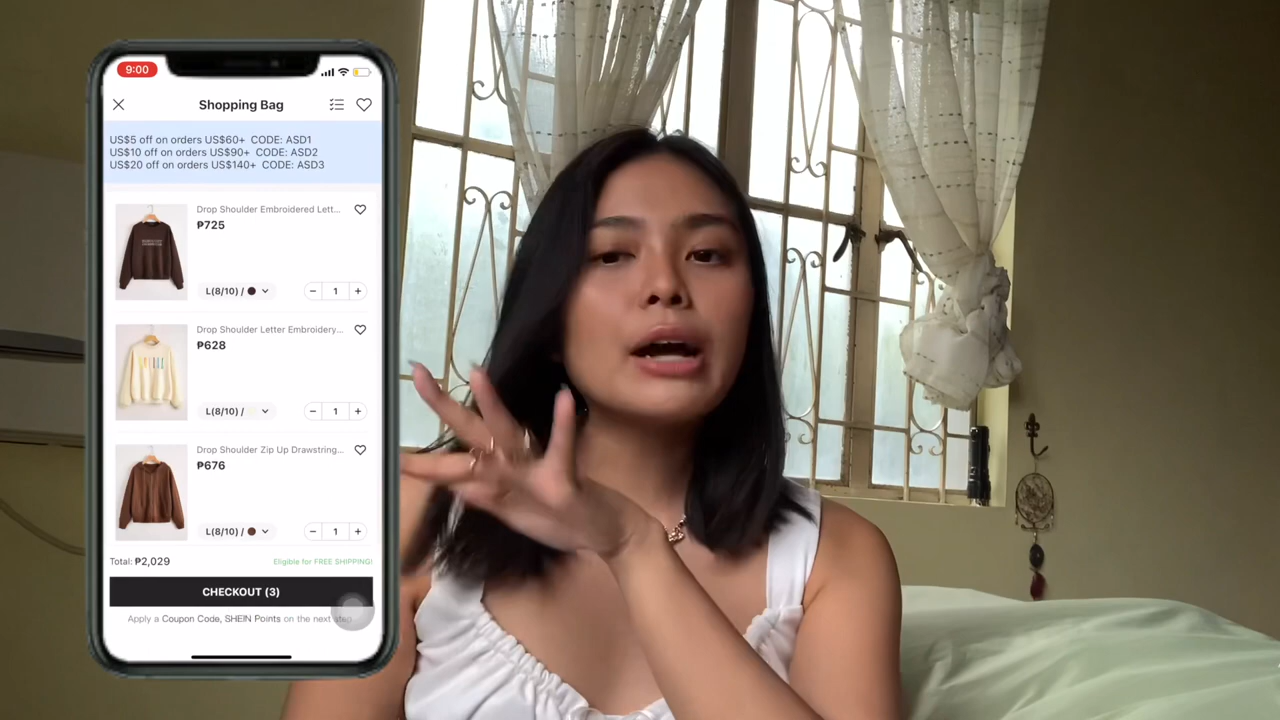 9:00
Shopping Bag
US$5 off on orders US$60+ CODE: ASD1
US$10 off on orders US$90+ CODE: ASD2
US$20 off on orders US$140+ CODE: ASD3
Drop Shoulder Embroidered Lett...
₱725
L(8/10) /
1
Drop Shoulder Letter Embroidery...
₱628
L(8/10) /
1
Drop Shoulder Zip Up Drawstring...
₱676
L(8/10) /
1
Total: ₱2,029
Eligible for FREE SHIPPING!
CHECKOUT (3)
Apply a Coupon Code, SHEIN Points on the next step